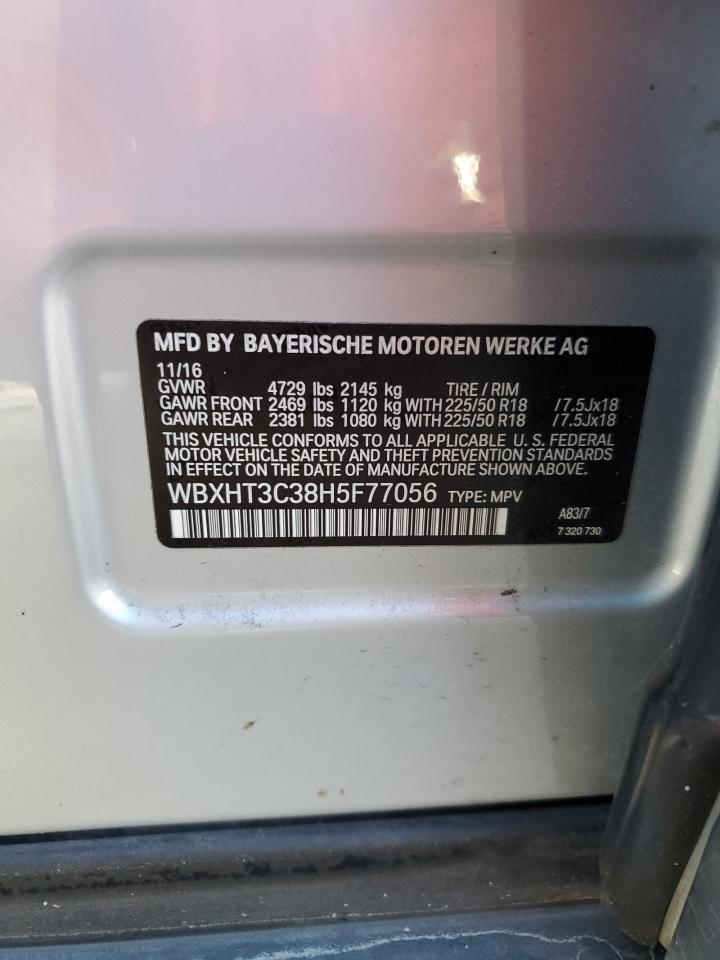 MFD BY BAYERISCHE MOTOREN WERKE AG
11/16
GVWR 4729 lbs 2145 kg TIRE / RIM
GAWR FRONT 2469 lbs 1120 kg WITH 225/50 R18 /7.5Jx18
GAWR REAR 2381 lbs 1080 kg WITH 225/50 R18 /7.5Jx18
THIS VEHICLE CONFORMS TO ALL APPLICABLE U. S. FEDERAL
MOTOR VEHICLE SAFETY AND THEFT PREVENTION STANDARDS
IN EFFECT ON THE DATE OF MANUFACTURE SHOWN ABOVE.
WBXHT3C38H5F77056 TYPE: MPV
A83/7
7 320 730